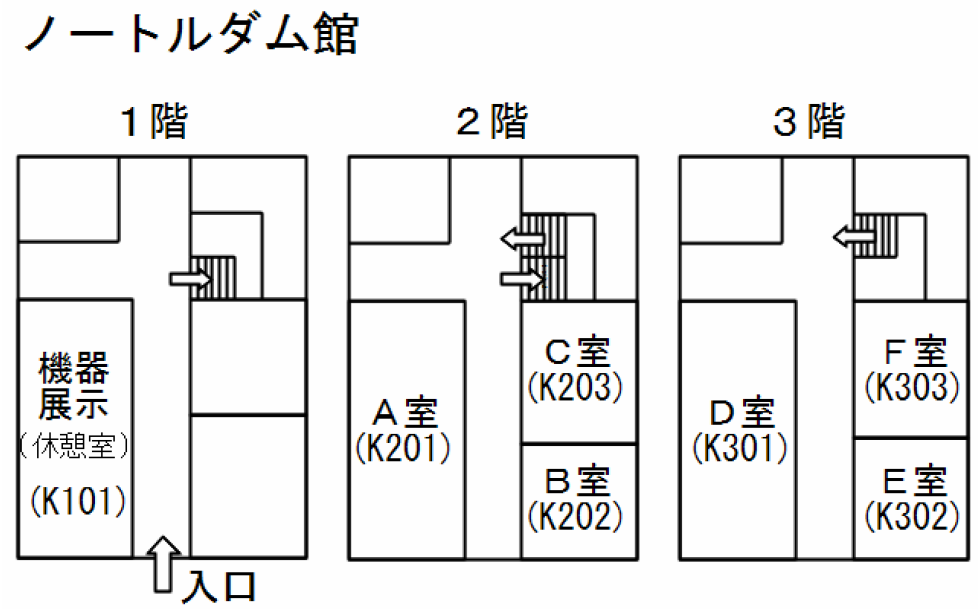 ノートルダム館
１階
２階
３階
機器
展示
（休憩室）
(K101)
入口
Ａ室
(K201)
Ｃ室
(K203)
Ｂ室
(K202)
Ｄ室
(K301)
Ｆ室
(K303)
Ｅ室
(K302)